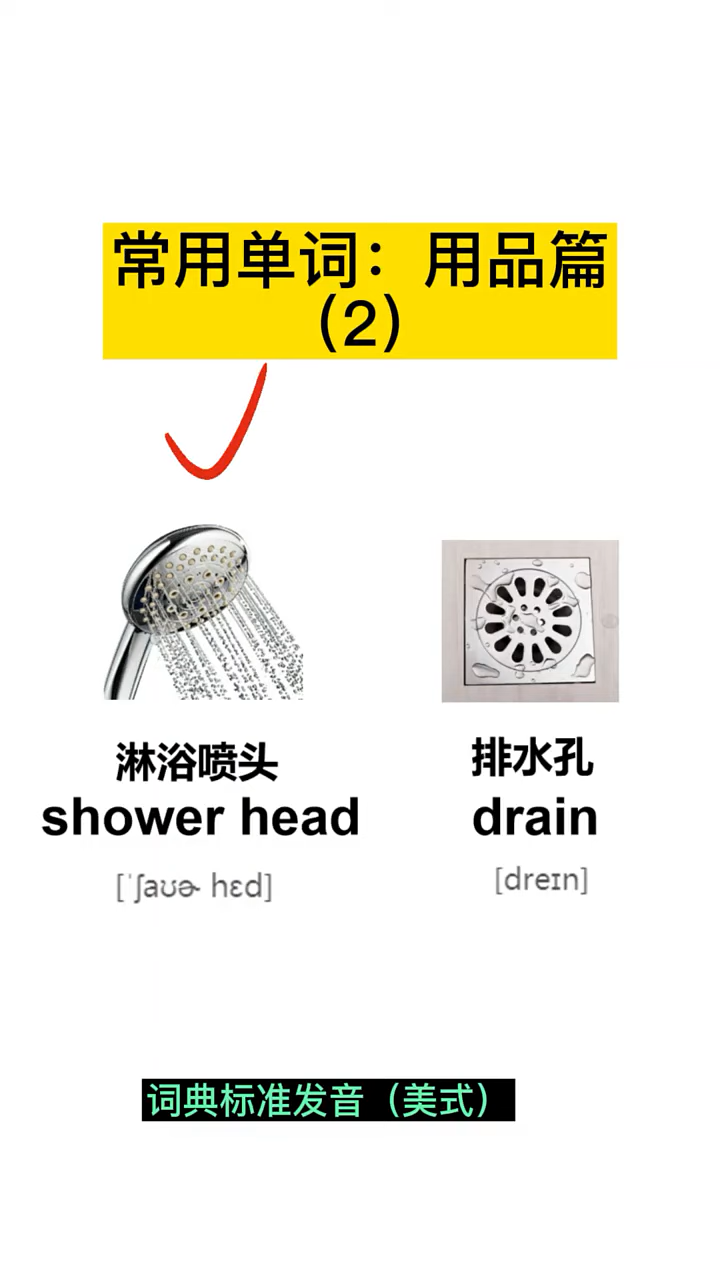 常用单词：用品篇
（2）
淋浴喷头
shower head
[ˈʃaʊɚ hɛd]
排水孔
drain
[dreɪn]
词典标准发音（美式）